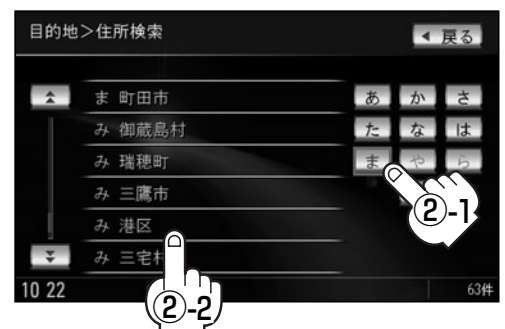 目的地>住所検索
◀ 戻る
ま 町田市
み 御蔵島村
み 瑞穂町
み 三鷹市
み 港区
み 三宅村
あ か さ
た な は
ま や ら
②-1
②-2
10 22
63件